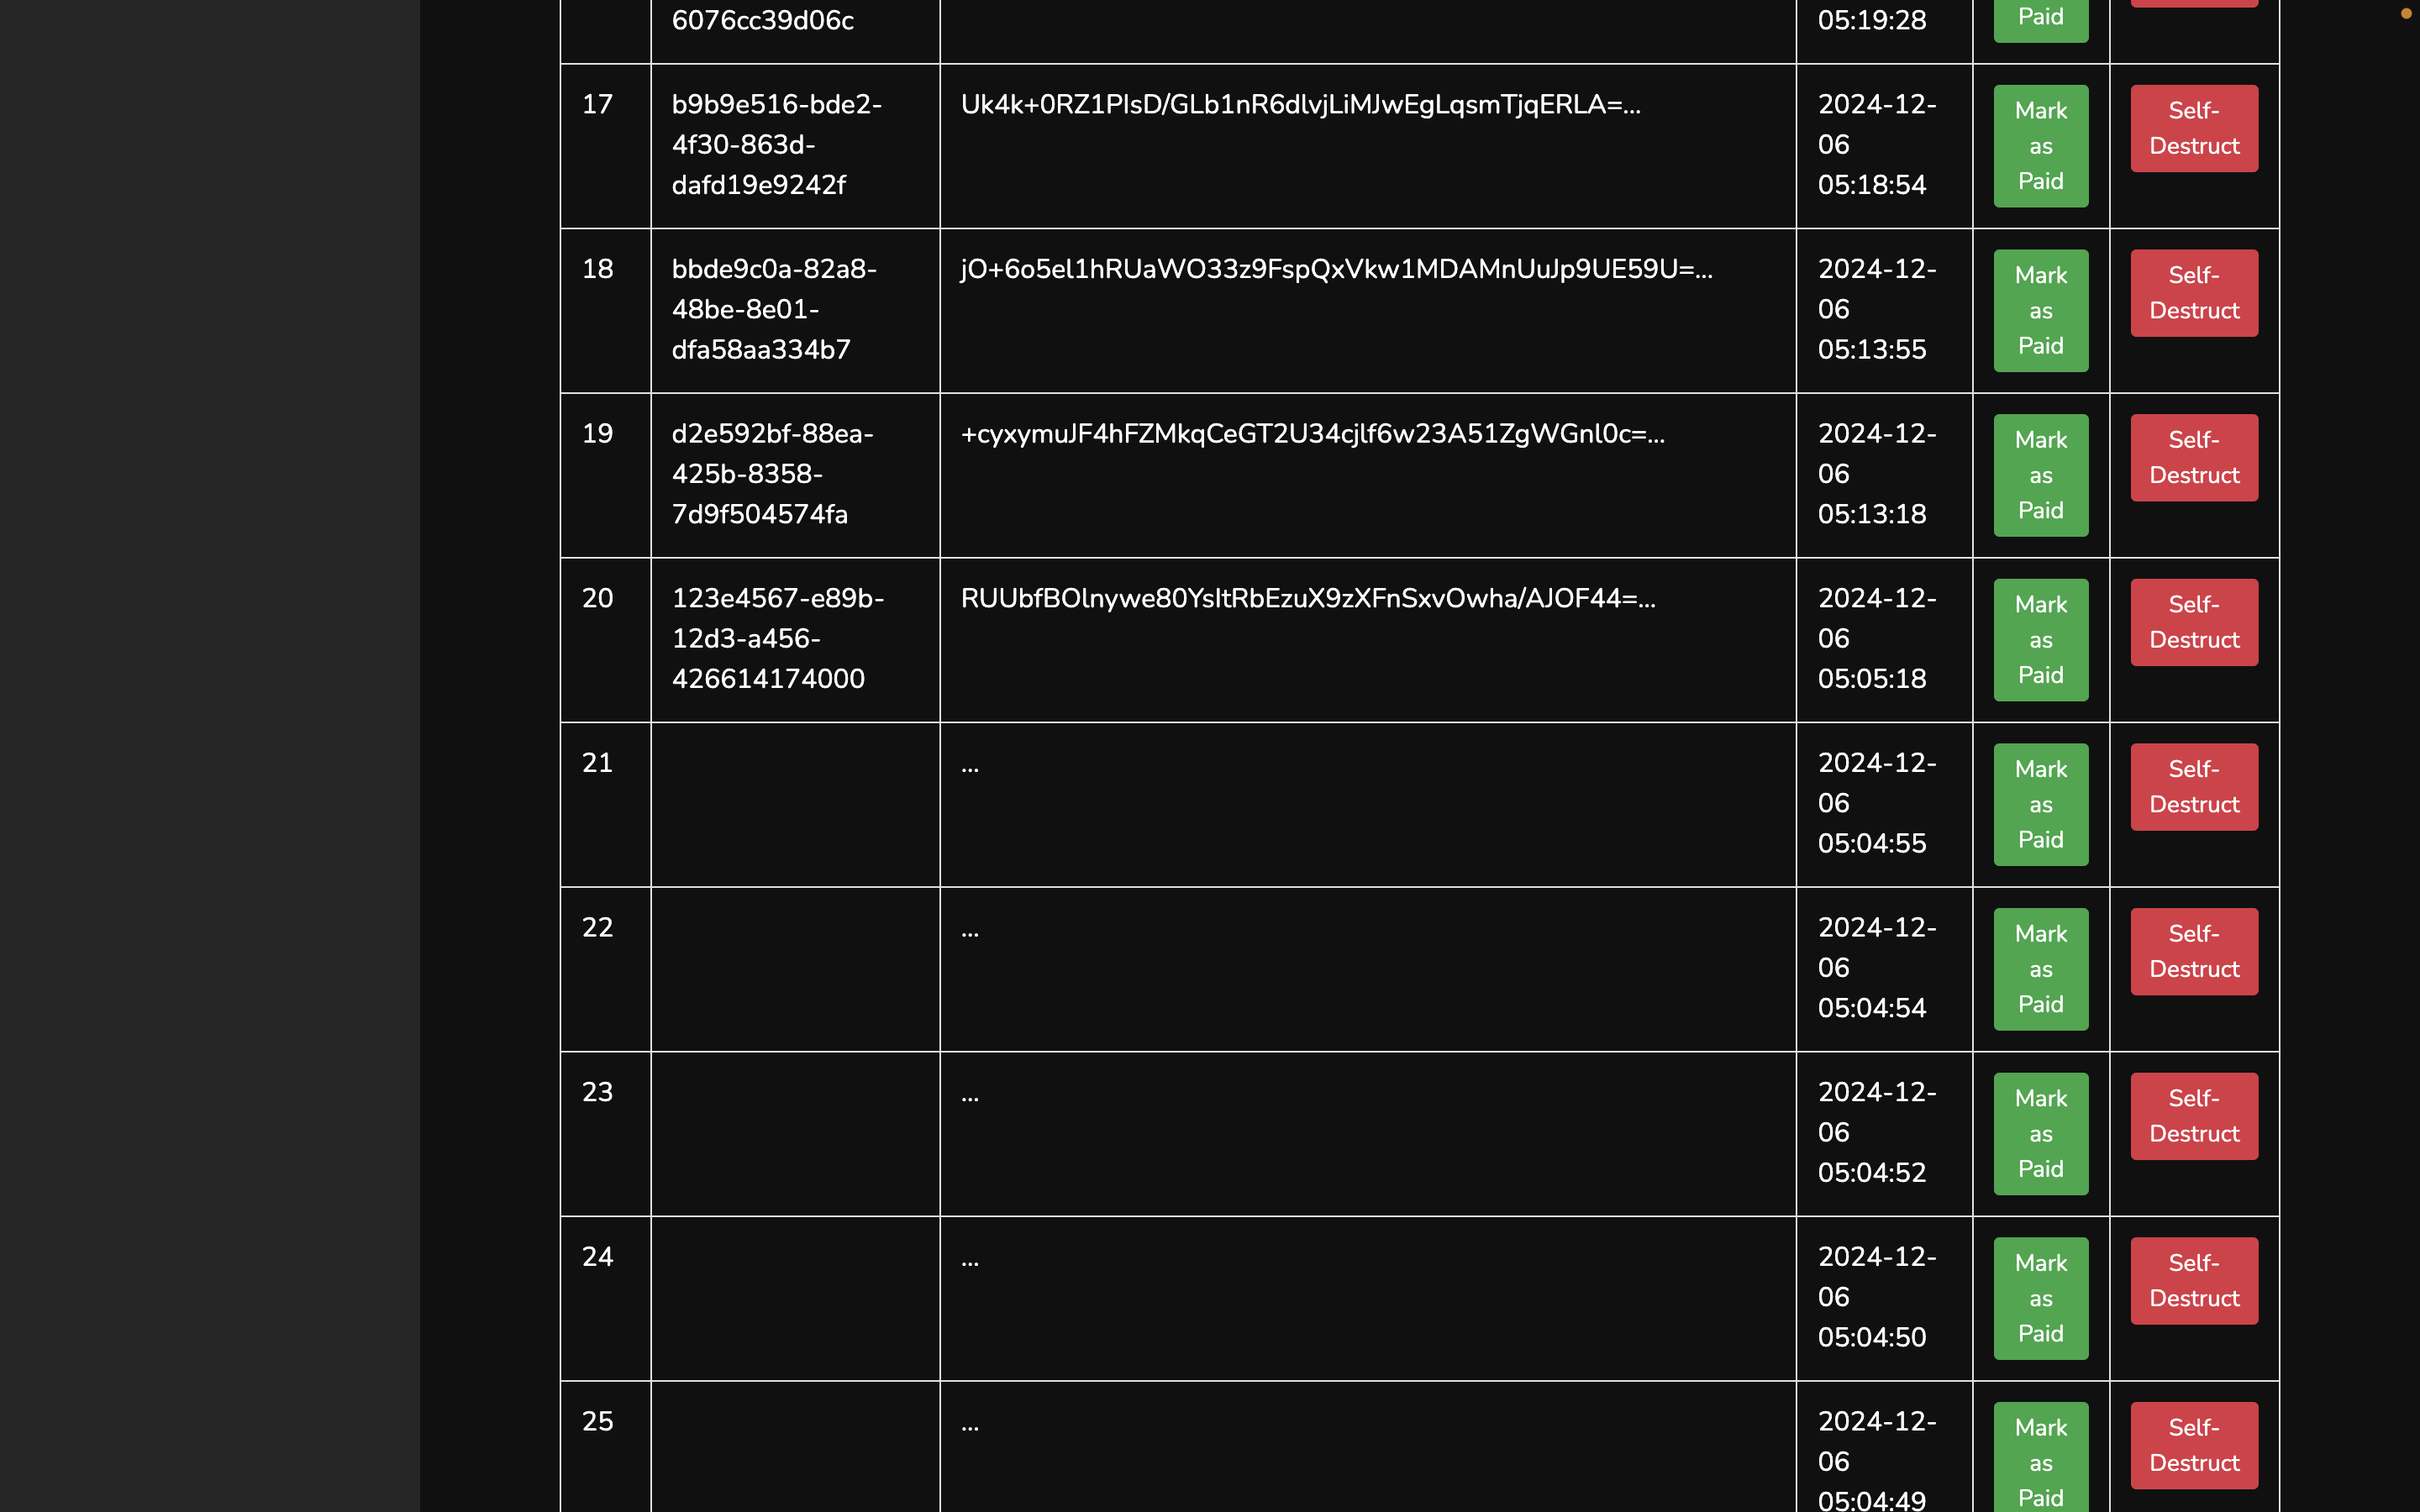 6076cc39d06c
05:19:28
Paid
17
b9b9e516-bde2-
4f30-863d-
dafd19e9242f
Uk4k+0RZ1PIsD/GLb1nR6dlvjLiMJwEgLqsmTjqERLA=...
2024-12-
06
05:18:54
Mark
as
Paid
Self-
Destruct
18
bbde9c0a-82a8-
48be-8e01-
dfa58aa334b7
jO+6o5el1hRUaWO33z9FspQxVkw1MDAMnUuJp9UE59U=...
2024-12-
06
05:13:55
Mark
as
Paid
Self-
Destruct
19
d2e592bf-88ea-
425b-8358-
7d9f504574fa
+cyxymuJF4hFZMkqCeGT2U34cjlf6w23A51ZgWGnl0c=...
2024-12-
06
05:13:18
Mark
as
Paid
Self-
Destruct
20
123e4567-e89b-
12d3-a456-
426614174000
RUUbfBOlnywe80YsItRbEzuX9zXFnSxvOwha/AJOF44=...
2024-12-
06
05:05:18
Mark
as
Paid
Self-
Destruct
21
...
2024-12-
06
05:04:55
Mark
as
Paid
Self-
Destruct
22
...
2024-12-
06
05:04:54
Mark
as
Paid
Self-
Destruct
23
...
2024-12-
06
05:04:52
Mark
as
Paid
Self-
Destruct
24
...
2024-12-
06
05:04:50
Mark
as
Paid
Self-
Destruct
25
...
2024-12-
06
05:04:49
Mark
as
Paid
Self-
Destruct